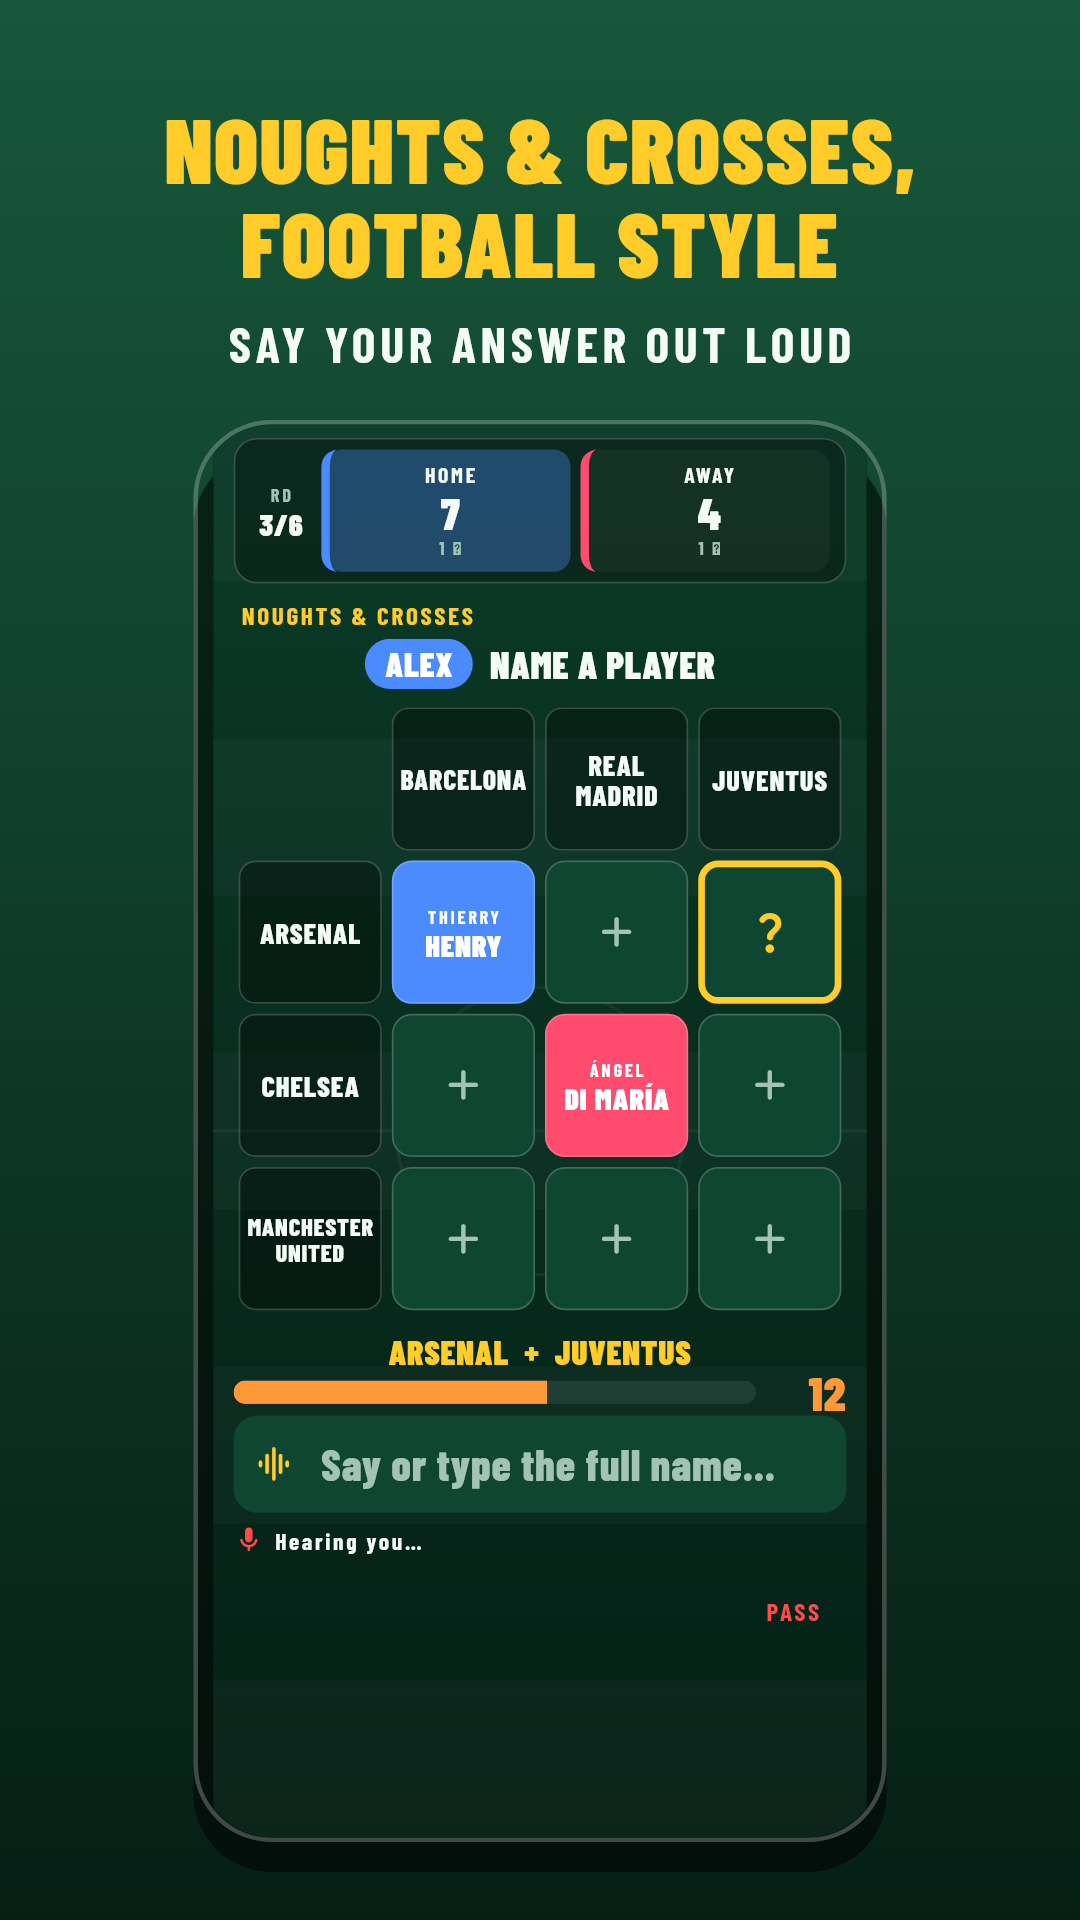 NOUGHTS & CROSSES,
FOOTBALL STYLE
SAY YOUR ANSWER OUT LOUD
RD
3/6
HOME
7
1
AWAY
4
1
NOUGHTS & CROSSES
ALEX NAME A PLAYER
BARCELONA
REAL
MADRID
JUVENTUS
ARSENAL
THIERRY
HENRY
+
?
CHELSEA
+
ÁNGEL
DI MARÍA
+
MANCHESTER
UNITED
+
+
+
ARSENAL + JUVENTUS
12
Say or type the full name...
Hearing you...
PASS